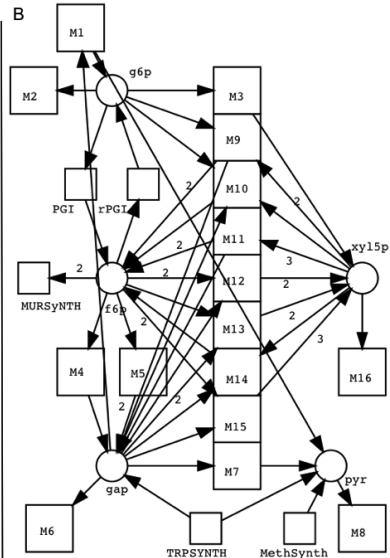 B
M1
g6p
M2
M3
M9
2
M10
2
PGI
rPGI
xyl5p
M11
3
2
2
2
M12
2
MURSyNTH
f6p
2
2
M13
3
M4
M5
M14
M16
2
2
M15
M7
gap
pyr
M6
M8
TRPSYNTH
MethSynth